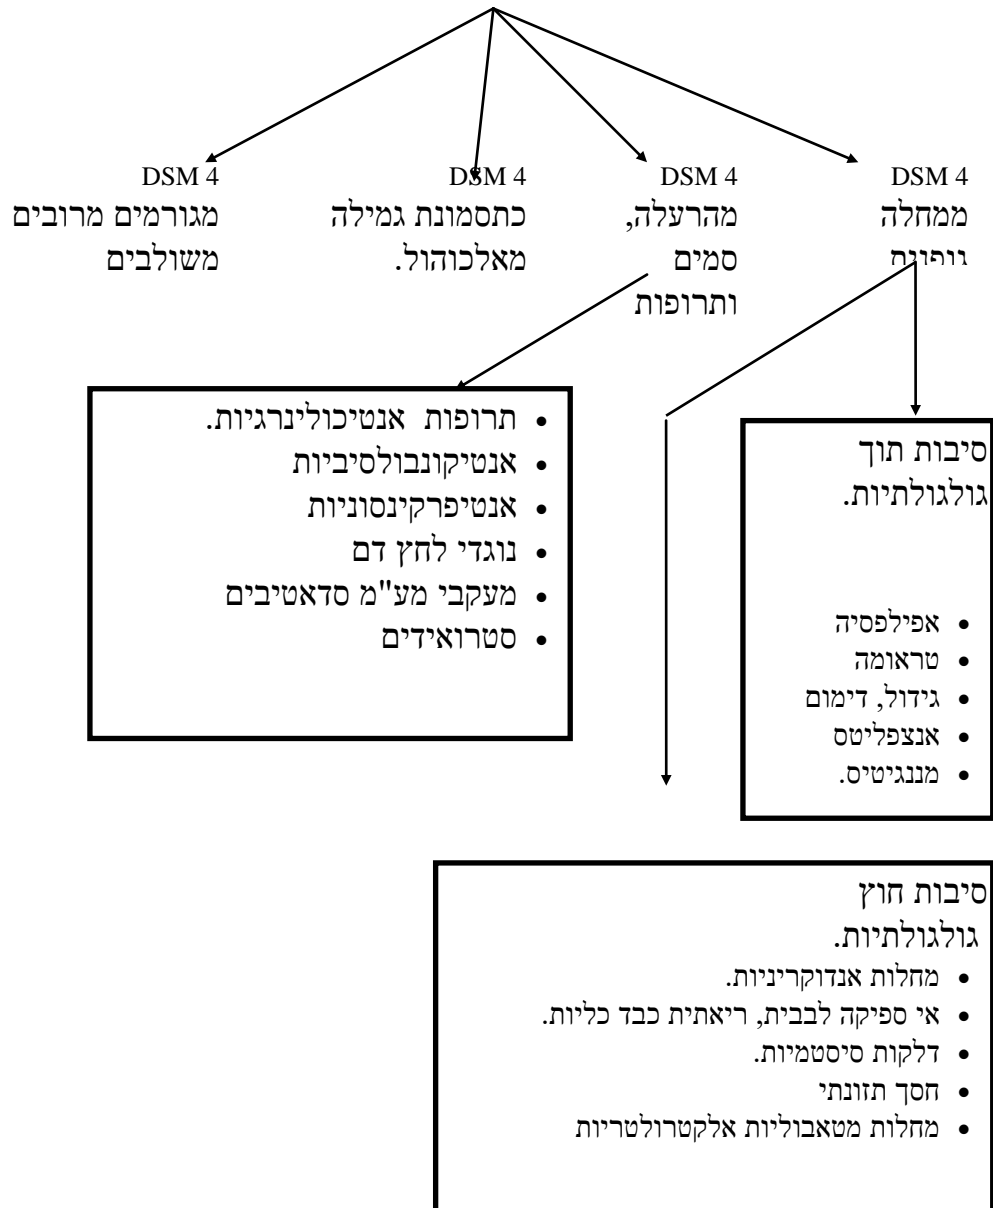 DSM 4
ממחלה
גופנית
DSM 4
מהרעלה,
סמים
ותרופות
DSM 4
כתסמונת גמילה
מאלכוהול.
DSM 4
מגורמים מרובים
משולבים
סיבות תוך
גולגולתיות.
• אפילפסיה
• טראומה
• גידול, דימום
• אנצפליטס
• מננגיטיס.
• תרופות אנטיכולינרגיות.
• אנטיקונבולסיביות
• אנטיפרקינסוניות
• נוגדי לחץ דם
• מעקבי מע"מ סדאטיבים
• סטרואידים
סיבות חוץ
גולגולתיות.
• מחלות אנדוקריניות.
• אי ספיקה לבבית, ריאתית כבד כליות.
• דלקות סיסטמיות.
• חסך תזונתי
• מחלות מטאבוליות אלקטרולטריות